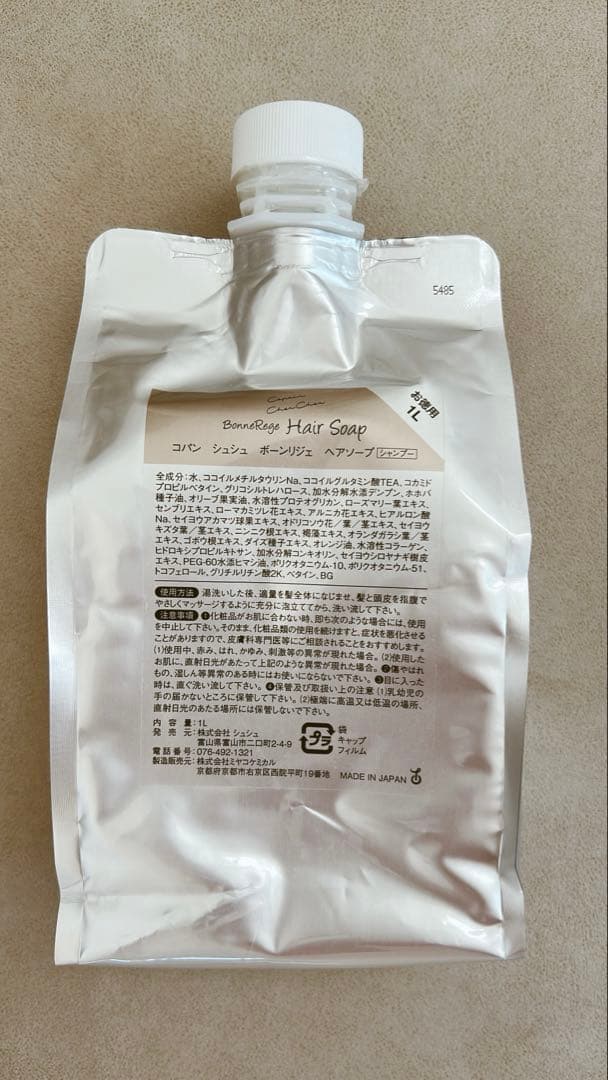 5485
Copain
ChouChou
お徳用
1L
BonneRege Hair Soap
コパン シュシュ ボーンリジェ ヘアソープ シャンプー
全成分:水、ココイルメチルタウリンNa、ココイルグルタミン酸TEA、コカミド
プロピルベタイン、グリコシルトレハロース、加水分解水添デンプン、ホホバ
種子油、オリーブ果実油、水溶性プロテオグリカン、ローズマリー葉エキス、
センブリエキス、ローマカミツレ花エキス、アルニカ花エキス、ヒアルロン酸
Na、セイヨウアカマツ球果エキス、オドリコソウ花/葉/茎エキス、セイヨウ
キズタ葉/茎エキス、ニンニク根エキス、褐藻エキス、オランダガラシ葉/茎
エキス、ゴボウ根エキス、ダイズ種子エキス、オレンジ油、水溶性コラーゲン、
ヒドロキシプロピルキトサン、加水分解コンキオリン、セイヨウシロヤナギ樹皮
エキス、PEG-60水添ヒマシ油、ポリクオタニウム-10、ポリクオタニウム-51、
トコフェロール、グリチルリチン酸2K、ベタイン、BG
使用方法 湯洗いした後、適量を髪全体になじませ、髪と頭皮を指腹で
やさしくマッサージするように充分に泡立ててから、洗い流して下さい。
注意事項 ❶化粧品がお肌に合わない時、即ち次のような場合には、使用
を中止して下さい。そのまま、化粧品類の使用を続けますと、症状を悪化させる
ことがありますので、皮膚科専門医等にご相談されることをおすすめします。
(1)使用中、赤み、はれ、かゆみ、刺激等の異常が現れた場合。(2)使用した
お肌に、直射日光があたって上記のような異常が現れた場合。❷傷やはれ
もの、湿しん等異常のある時はお使いにならないで下さい。❸目に入った
時は、直ぐ洗い流して下さい。❹保管及び取扱い上の注意 (1)乳幼児の
手の届かないところに保管して下さい。(2)極端に高温又は低温の場所、
直射日光のあたる場所には保管しないで下さい。
内容量:1L
発売元:株式会社 シュシュ
富山県富山市二口町2-4-9
電話番号:076-492-1321
製造販売元:株式会社ミヤコケミカル
京都府京都市右京区西院平町19番地 MADE IN JAPAN
プラ
袋
キャップ
フィルム